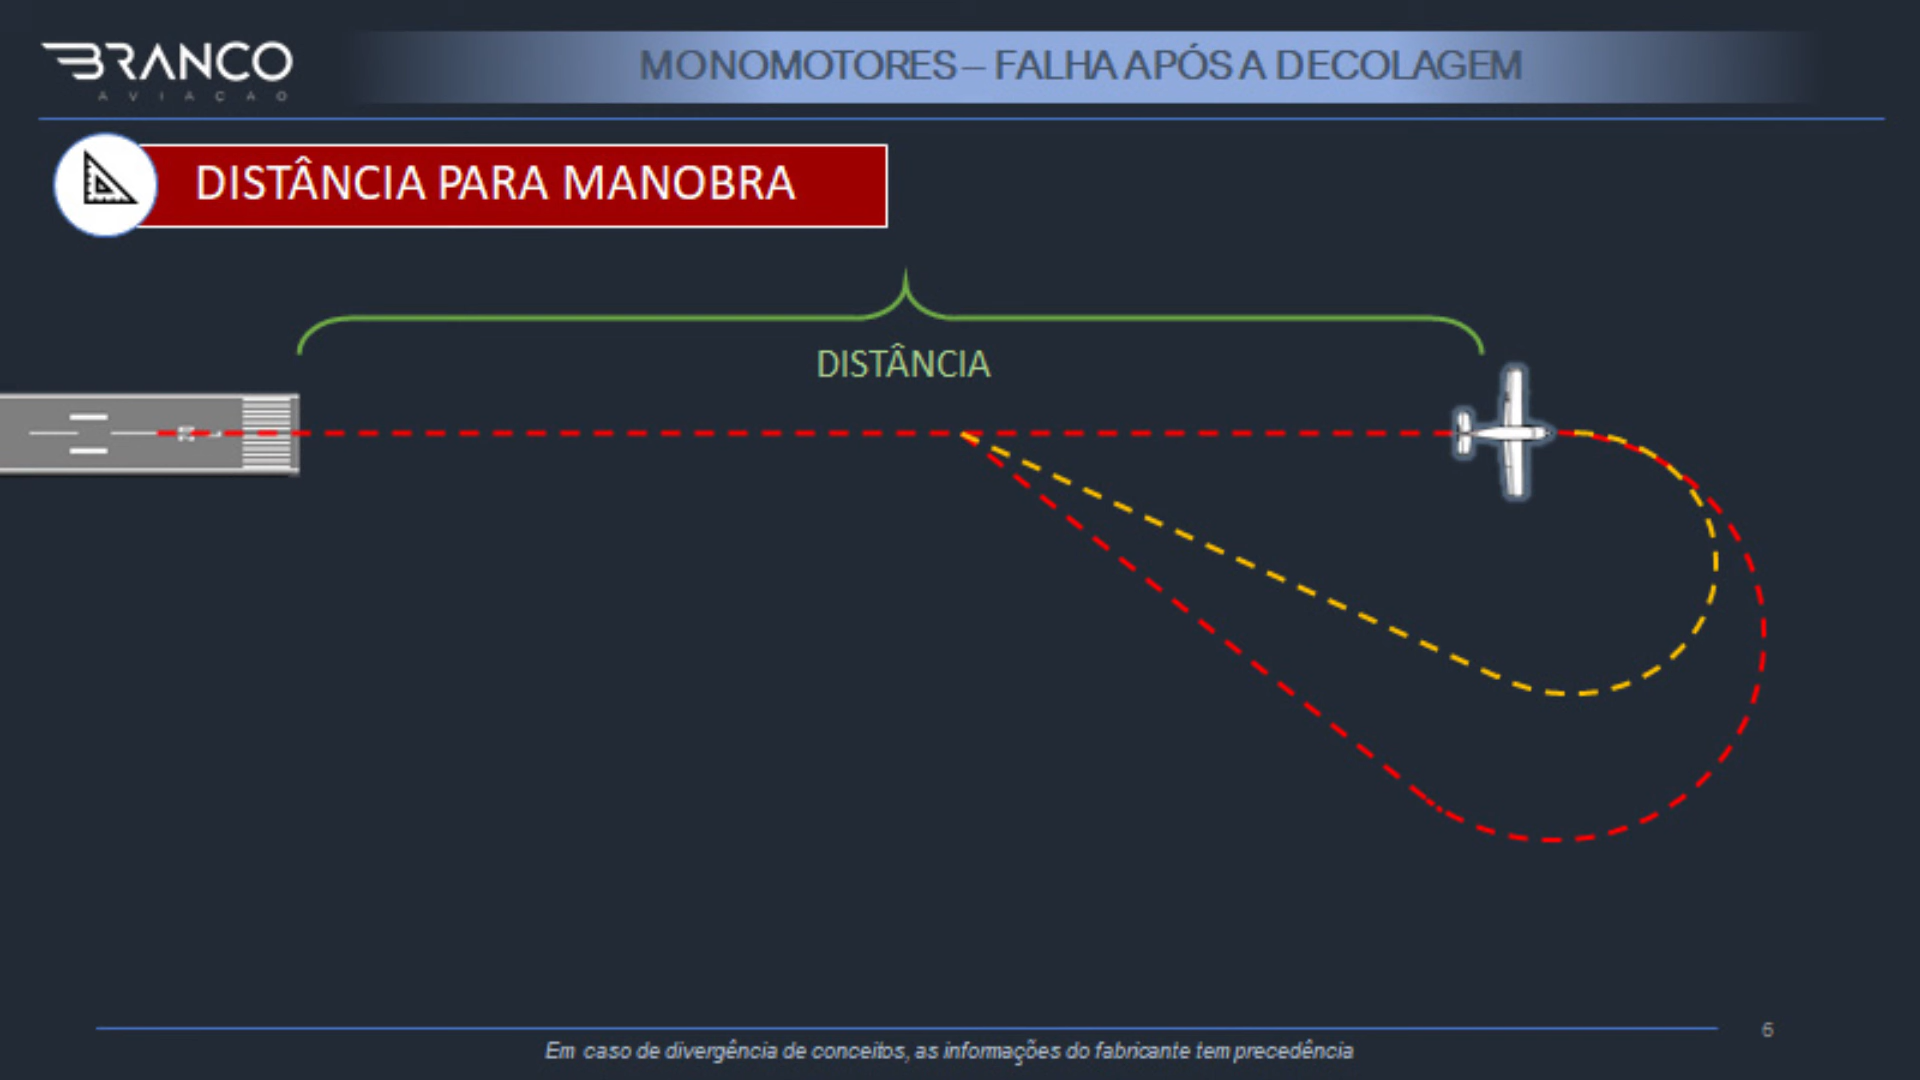 BRANCO
AVIACAO
MONOMOTORES – FALHA APÓS A DECOLAGEM
DISTÂNCIA PARA MANOBRA
DISTÂNCIA
6
Em caso de divergência de conceitos, as informações do fabricante tem precedência